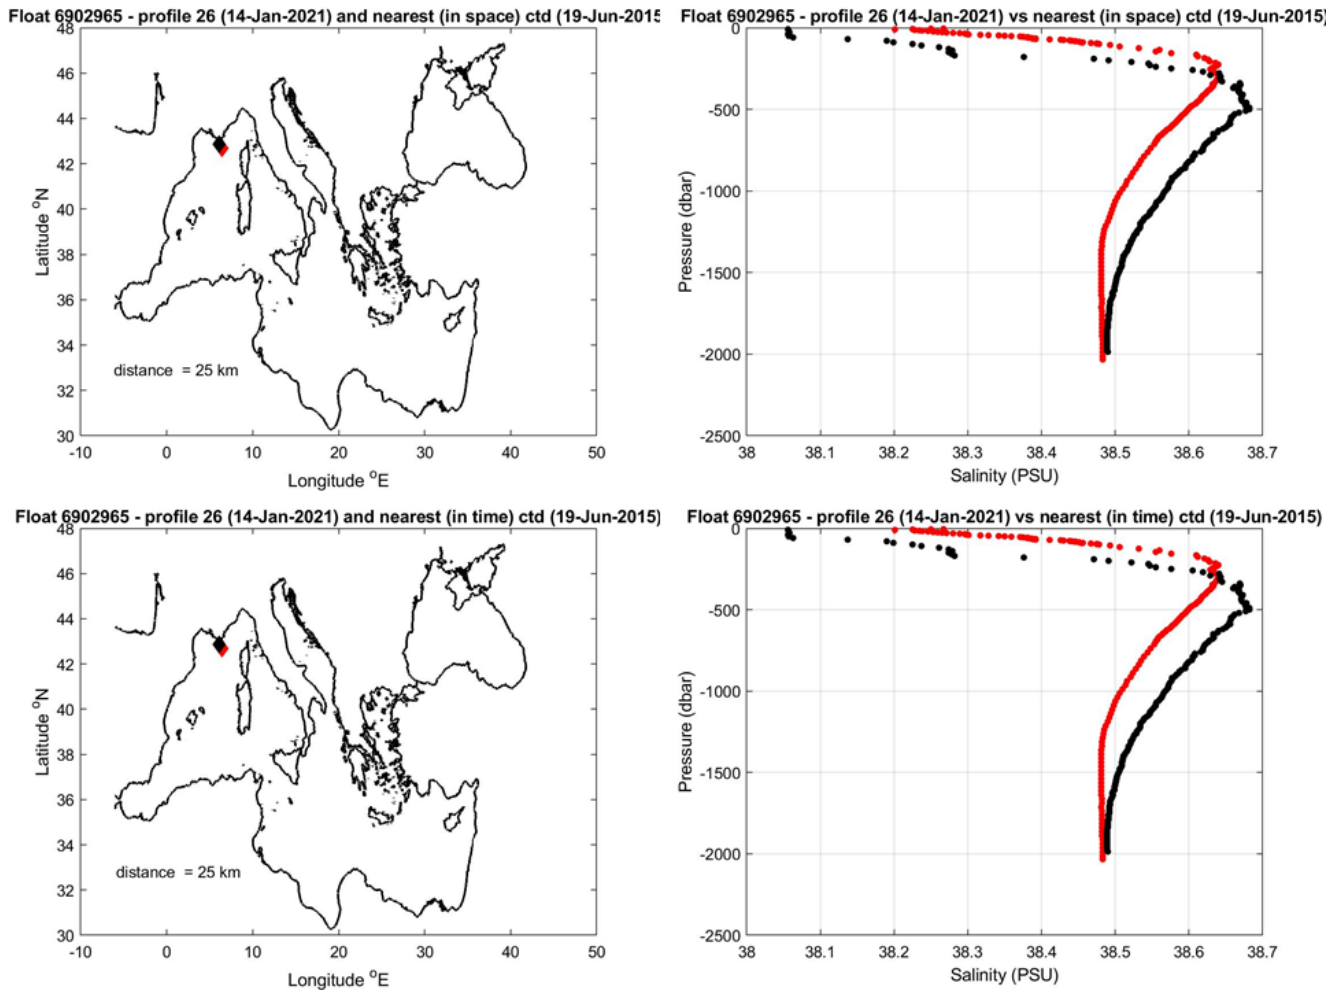 Float 6902965 - profile 26 (14-Jan-2021) and nearest (in space) ctd (19-Jun-2015
48
46
44
42
40
38
36
34
32
30
Latitude °N
distance = 25 km
-10 0 10 20 30 40 50
Longitude °E
Float 6902965 - profile 26 (14-Jan-2021) vs nearest (in space) ctd (19-Jun-2015)
0
-500
-1000
-1500
-2000
-2500
Pressure (dbar)
38 38.1 38.2 38.3 38.4 38.5 38.6 38.7
Salinity (PSU)
Float 6902965 - profile 26 (14-Jan-2021) and nearest (in time) ctd (19-Jun-2015)
48
46
44
42
40
38
36
34
32
30
Latitude °N
distance = 25 km
-10 0 10 20 30 40 50
Longitude °E
Float 6902965 - profile 26 (14-Jan-2021) vs nearest (in time) ctd (19-Jun-2015)
0
-500
-1000
-1500
-2000
-2500
Pressure (dbar)
38 38.1 38.2 38.3 38.4 38.5 38.6 38.7
Salinity (PSU)